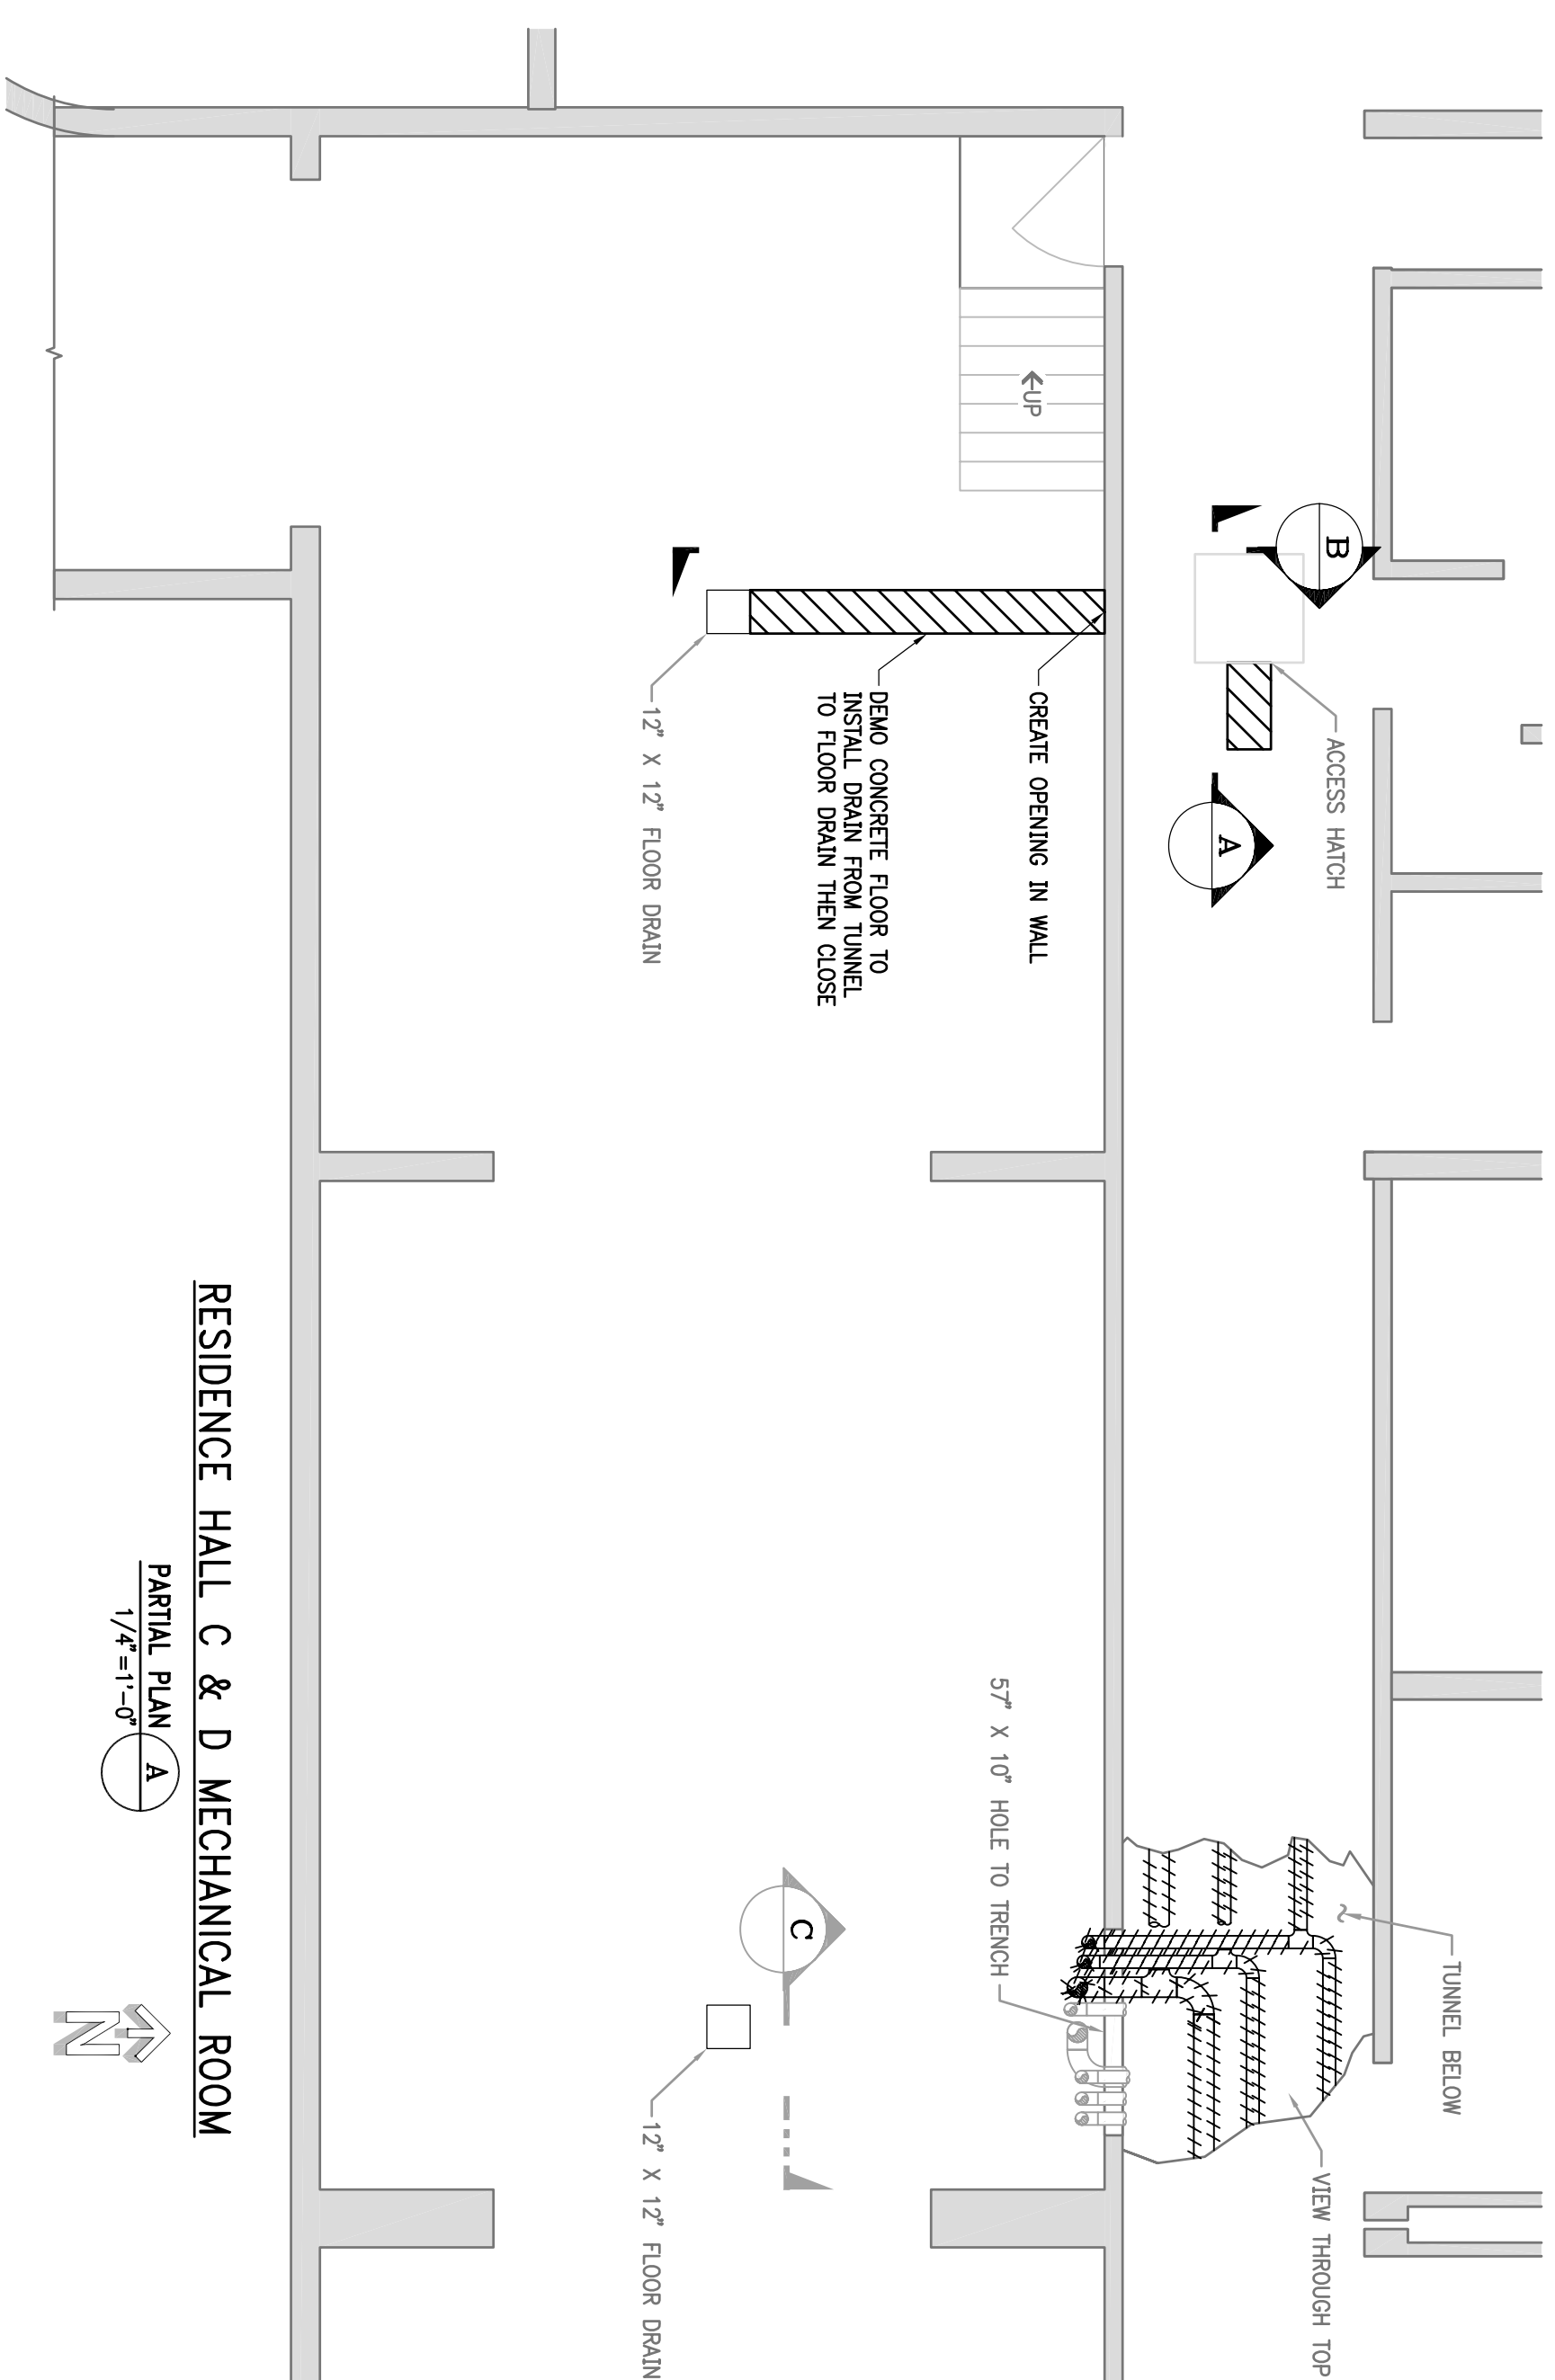 ACCESS HATCH
B
A
UP
CREATE OPENING IN WALL
DEMO CONCRETE FLOOR TO
INSTALL DRAIN FROM TUNNEL
TO FLOOR DRAIN THEN CLOSE
12" X 12" FLOOR DRAIN
TUNNEL BELOW
VIEW THROUGH TOP
57" X 10" HOLE TO TRENCH
C
12" X 12" FLOOR DRAIN
RESIDENCE HALL C & D MECHANICAL ROOM
PARTIAL PLAN
1/4"=1'-0"
A
N